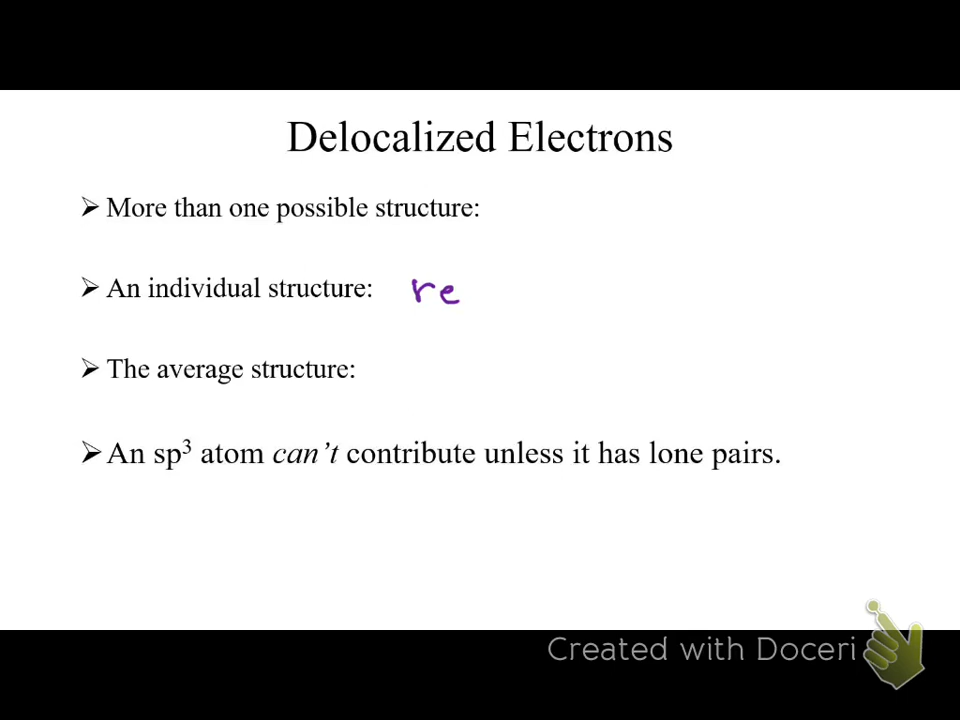 Delocalized Electrons
➢ More than one possible structure:
➢ An individual structure: re
➢ The average structure:
➢ An sp³ atom can’t contribute unless it has lone pairs.
Created with Doceri